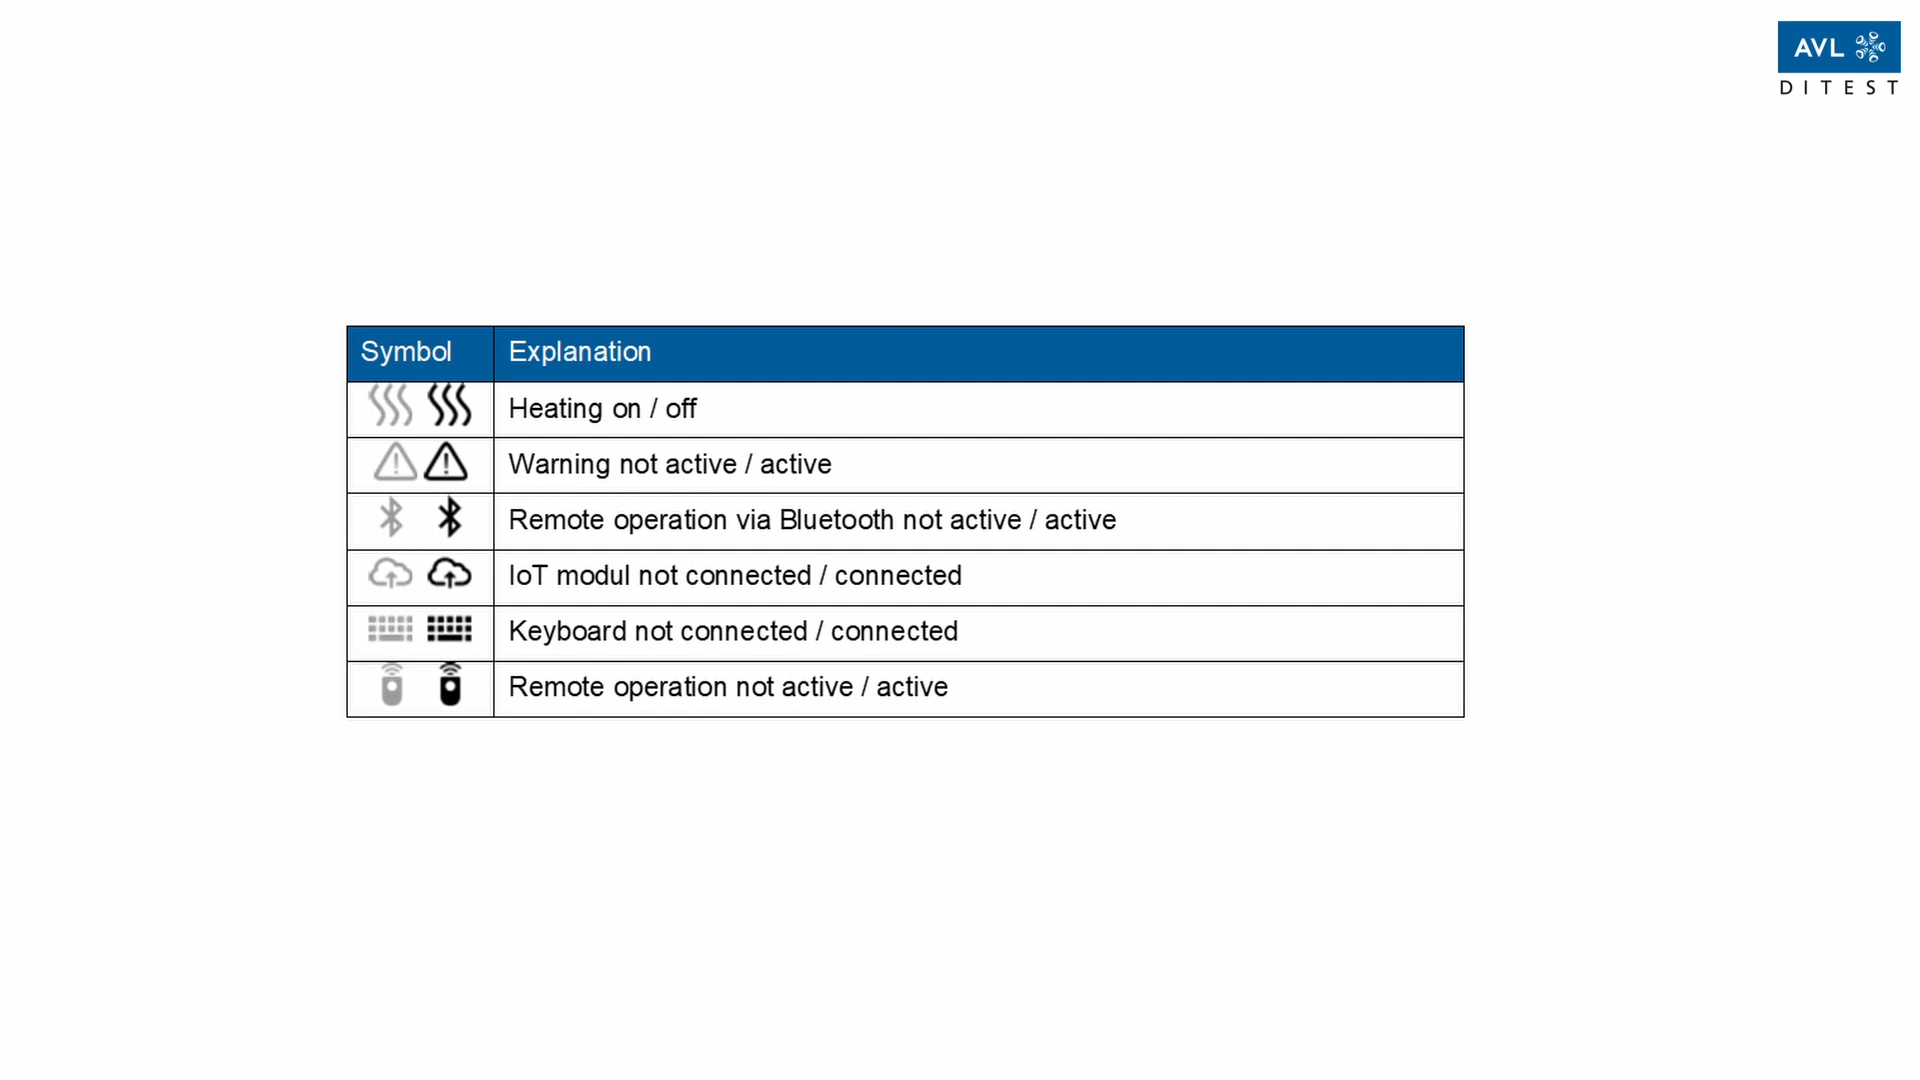 AVL
DITEST
Symbol Explanation
Heating on / off
Warning not active / active
Remote operation via Bluetooth not active / active
IoT modul not connected / connected
Keyboard not connected / connected
Remote operation not active / active